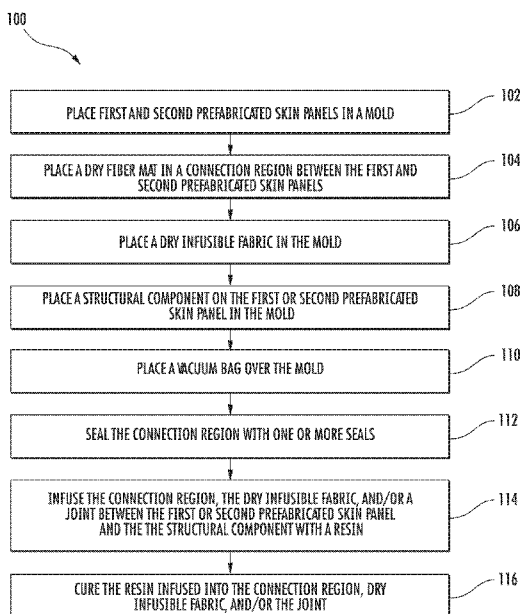 100
PLACE FIRST AND SECOND PREFABRICATED SKIN PANELS IN A MOLD
102
PLACE A DRY FIBER MAT IN A CONNECTION REGION BETWEEN THE FIRST AND
SECOND PREFABRICATED SKIN PANELS
104
PLACE A DRY INFUSIBLE FABRIC IN THE MOLD
106
PLACE A STRUCTURAL COMPONENT ON THE FIRST OR SECOND PREFABRICATED
SKIN PANEL IN THE MOLD
108
PLACE A VACUUM BAG OVER THE MOLD
110
SEAL THE CONNECTION REGION WITH ONE OR MORE SEALS
112
INFUSE THE CONNECTION REGION, THE DRY INFUSIBLE FABRIC, AND/OR A
JOINT BETWEEN THE FIRST OR SECOND PREFABRICATED SKIN PANEL
AND THE THE STRUCTURAL COMPONENT WITH A RESIN
114
CURE THE RESIN INFUSED INTO THE CONNECTION REGION, DRY
INFUSIBLE FABRIC, AND/OR THE JOINT
116